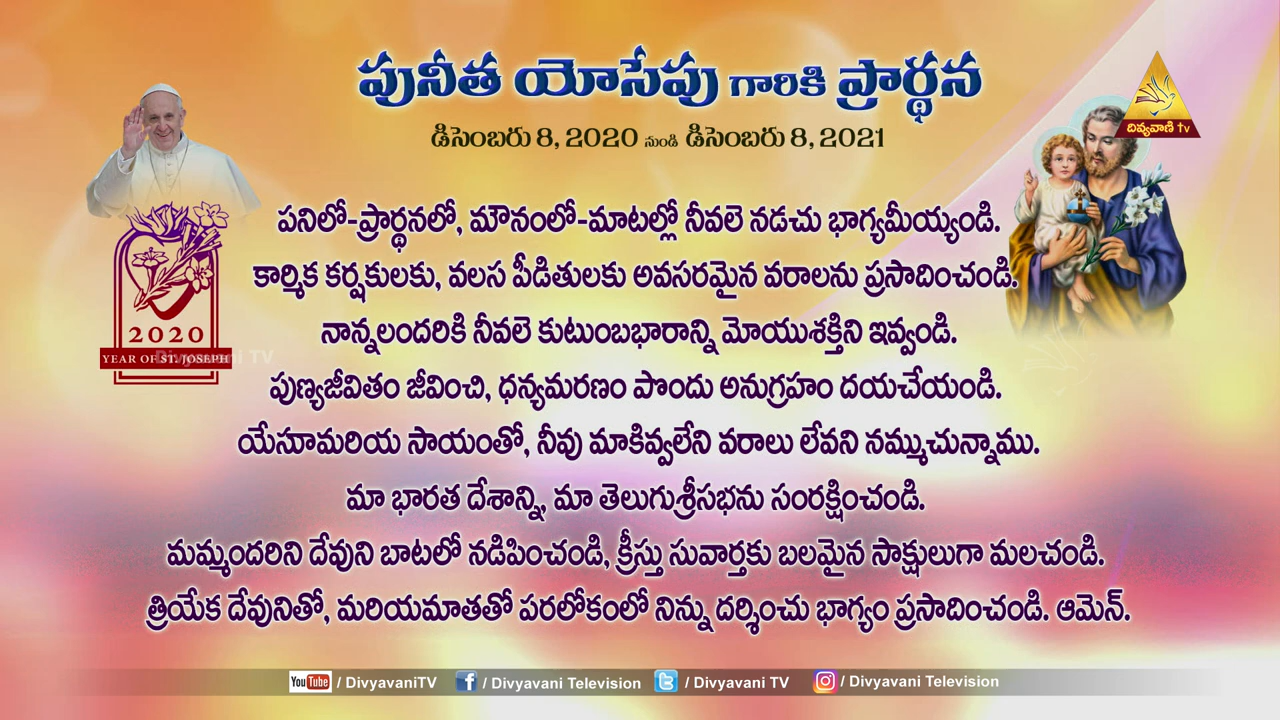 పునీత యోసేపు గారికి ప్రార్థన
డిసెంబరు 8, 2020 నుండి డిసెంబరు 8, 2021
దివ్యవాణి tv
పనిలో-ప్రార్థనలో, మౌనంలో-మాటల్లో నీవలె నడచు భాగ్యమీయ్యండి.
కార్మిక కర్షకులకు, వలస పీడితులకు అవసరమైన వరాలను ప్రసాదించండి.
నాన్నలందరికి నీవలె కుటుంబభారాన్ని మోయుశక్తిని ఇవ్వండి.
2020
YEAR OF ST. JOSEPH
Divyavani TV
పుణ్యజీవితం జీవించి, ధన్యమరణం పొందు అనుగ్రహం దయచేయండి.
యేసూమరియ సాయంతో, నీవు మాకివ్వలేని వరాలు లేవని నమ్ముచున్నాము.
మా భారత దేశాన్ని, మా తెలుగుశ్రీసభను సంరక్షించండి.
మమ్మందరిని దేవుని బాటలో నడిపించండి, క్రీస్తు సువార్తకు బలమైన సాక్షులుగా మలచండి.
త్రియేక దేవునితో, మరియమాతతో పరలోకంలో నిన్ను దర్శించు భాగ్యం ప్రసాదించండి. ఆమెన్.
YouTube / DivyavaniTV / Divyavani Television / Divyavani TV / Divyavani Television